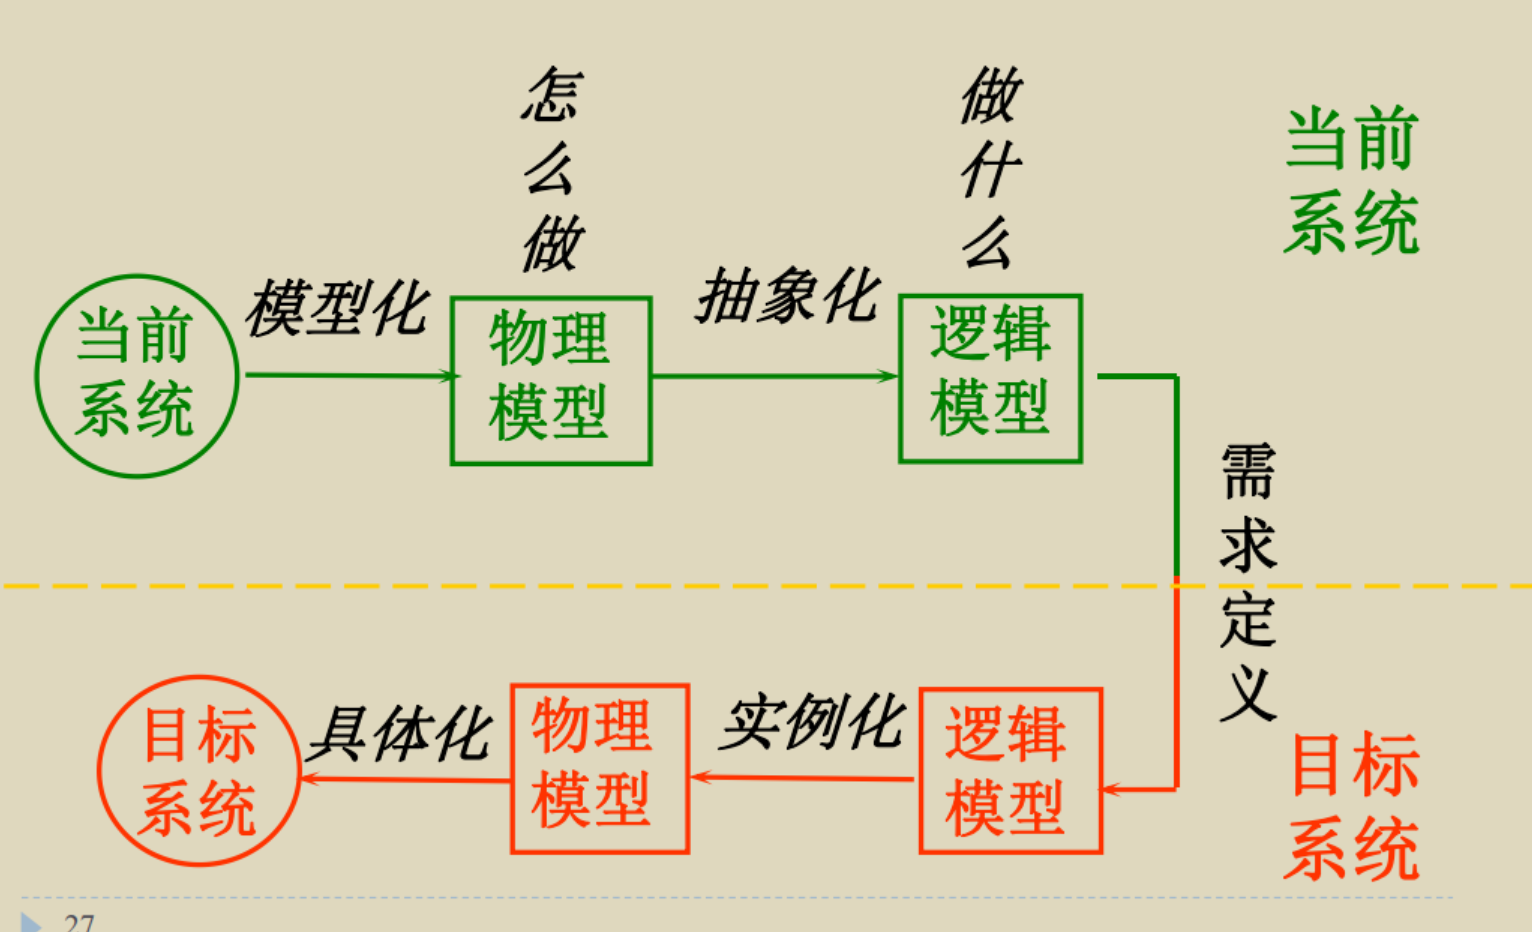 怎么做
做什么
当前
系统
模型化
抽象化
当前
系统
物理
模型
逻辑
模型
需求定义
目标
系统
具体化
物理
模型
实例化
逻辑
模型
目标
系统
27